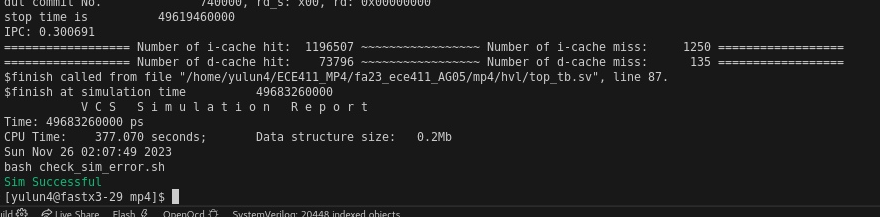 dut commit No. 740000, rd_s: x00, rd: 0x00000000
stop time is 49619460000
IPC: 0.300691
================== Number of i-cache hit: 1196507 ~~~~~~~~~~~~~~~~~ Number of i-cache miss: 1250 ==================
================== Number of d-cache hit: 73796 ~~~~~~~~~~~~~~~~~ Number of d-cache miss: 135 ==================
$finish called from file "/home/yulun4/ECE411_MP4/fa23_ece411_AG05/mp4/hvl/top_tb.sv", line 87.
$finish at simulation time 49683260000
V C S S i m u l a t i o n R e p o r t
Time: 49683260000 ps
CPU Time: 377.070 seconds; Data structure size: 0.2Mb
Sun Nov 26 02:07:49 2023
bash check_sim_error.sh
Sim Successful
[yulun4@fastx3-29 mp4]$
uild Live Share Flash OpenOcd SystemVerilog: 20448 indexed objects